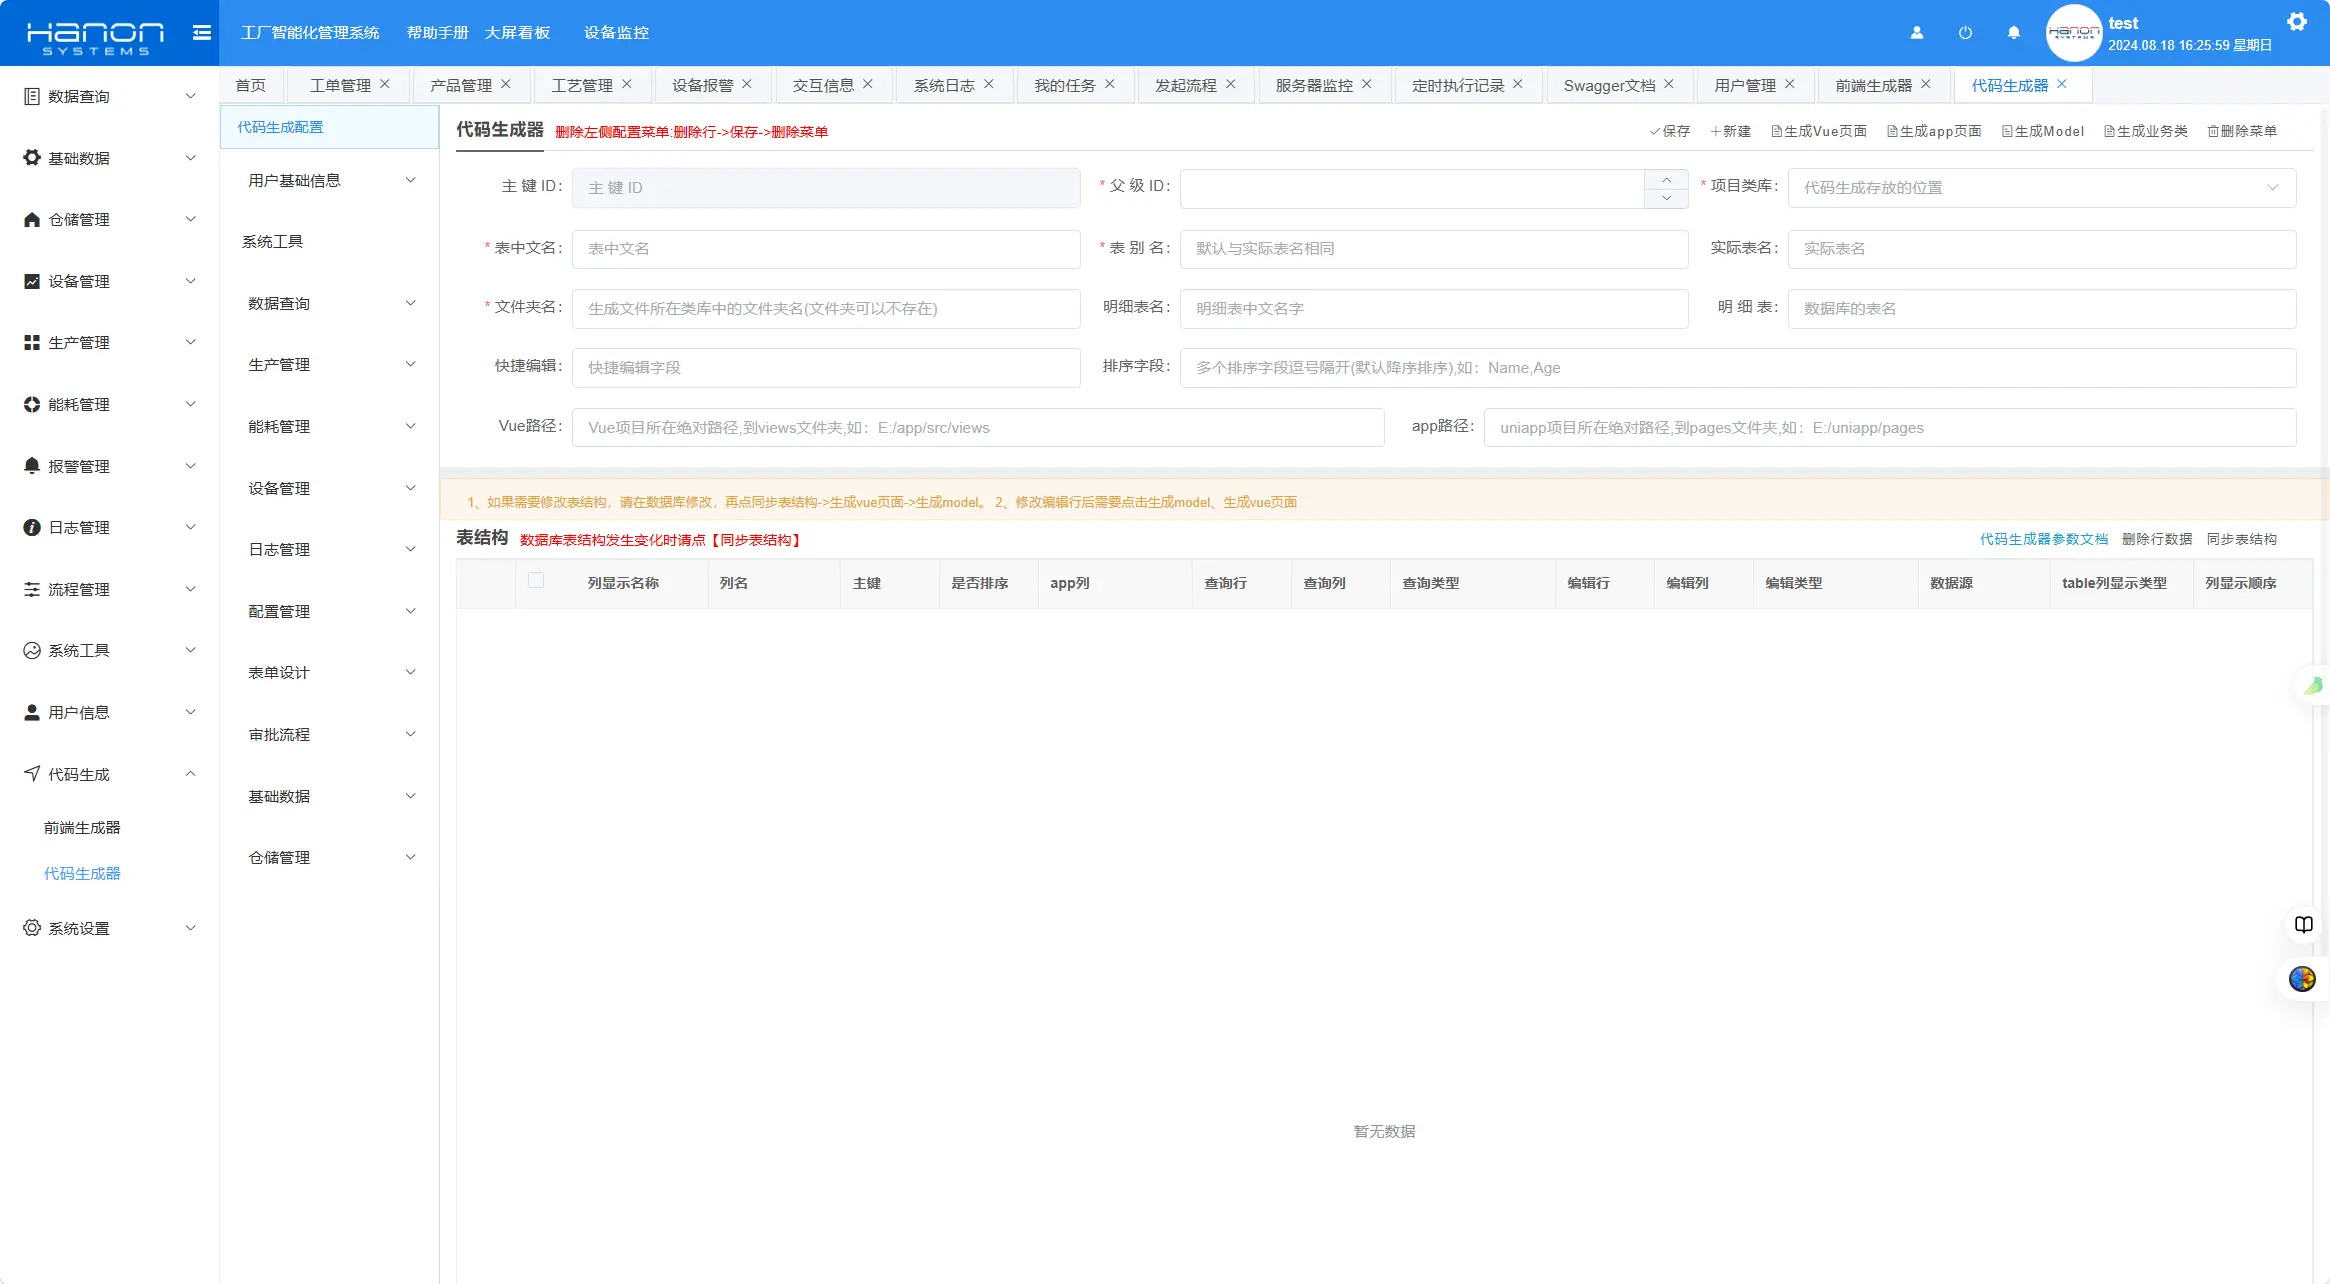 Hanon
SYSTEMS
工厂智能化管理系统 帮助手册 大屏看板 设备监控
test
2024.08.18 16:25:59 星期日
首页 工单管理 产品管理 工艺管理 设备报警 交互信息 系统日志 我的任务 发起流程 服务器监控 定时执行记录 Swagger文档 用户管理 前端生成器 代码生成器
数据查询
基础数据
仓储管理
设备管理
生产管理
能耗管理
报警管理
日志管理
流程管理
系统工具
用户信息
代码生成
前端生成器
代码生成器
系统设置
代码生成配置
用户基础信息
系统工具
数据查询
生产管理
能耗管理
设备管理
日志管理
配置管理
表单设计
审批流程
基础数据
仓储管理
代码生成器 删除左侧配置菜单:删除行->保存->删除菜单
保存 新建 生成Vue页面 生成app页面 生成Model 生成业务类 删除菜单
主 键 ID： 主 键 ID * 父 级 ID： * 项目类库： 代码生成存放的位置
* 表中文名： 表中文名 * 表 别 名： 默认与实际表名相同 实际表名： 实际表名
* 文件夹名： 生成文件所在类库中的文件夹名(文件夹可以不存在) 明细表名： 明细表中文名字 明 细 表： 数据库的表名
快捷编辑： 快捷编辑字段 排序字段： 多个排序字段逗号隔开(默认降序排序),如：Name,Age
Vue路径： Vue项目所在绝对路径,到views文件夹,如：E:/app/src/views app路径： uniapp项目所在绝对路径,到pages文件夹,如：E:/uniapp/pages
1、如果需要修改表结构，请在数据库修改，再点同步表结构->生成vue页面->生成model。 2、修改编辑行后需要点击生成model、生成vue页面
表结构 数据库表结构发生变化时请点【同步表结构】
代码生成器参数文档 删除行数据 同步表结构
列显示名称 列名 主键 是否排序 app列 查询行 查询列 查询类型 编辑行 编辑列 编辑类型 数据源 table列显示类型 列显示顺序
暂无数据